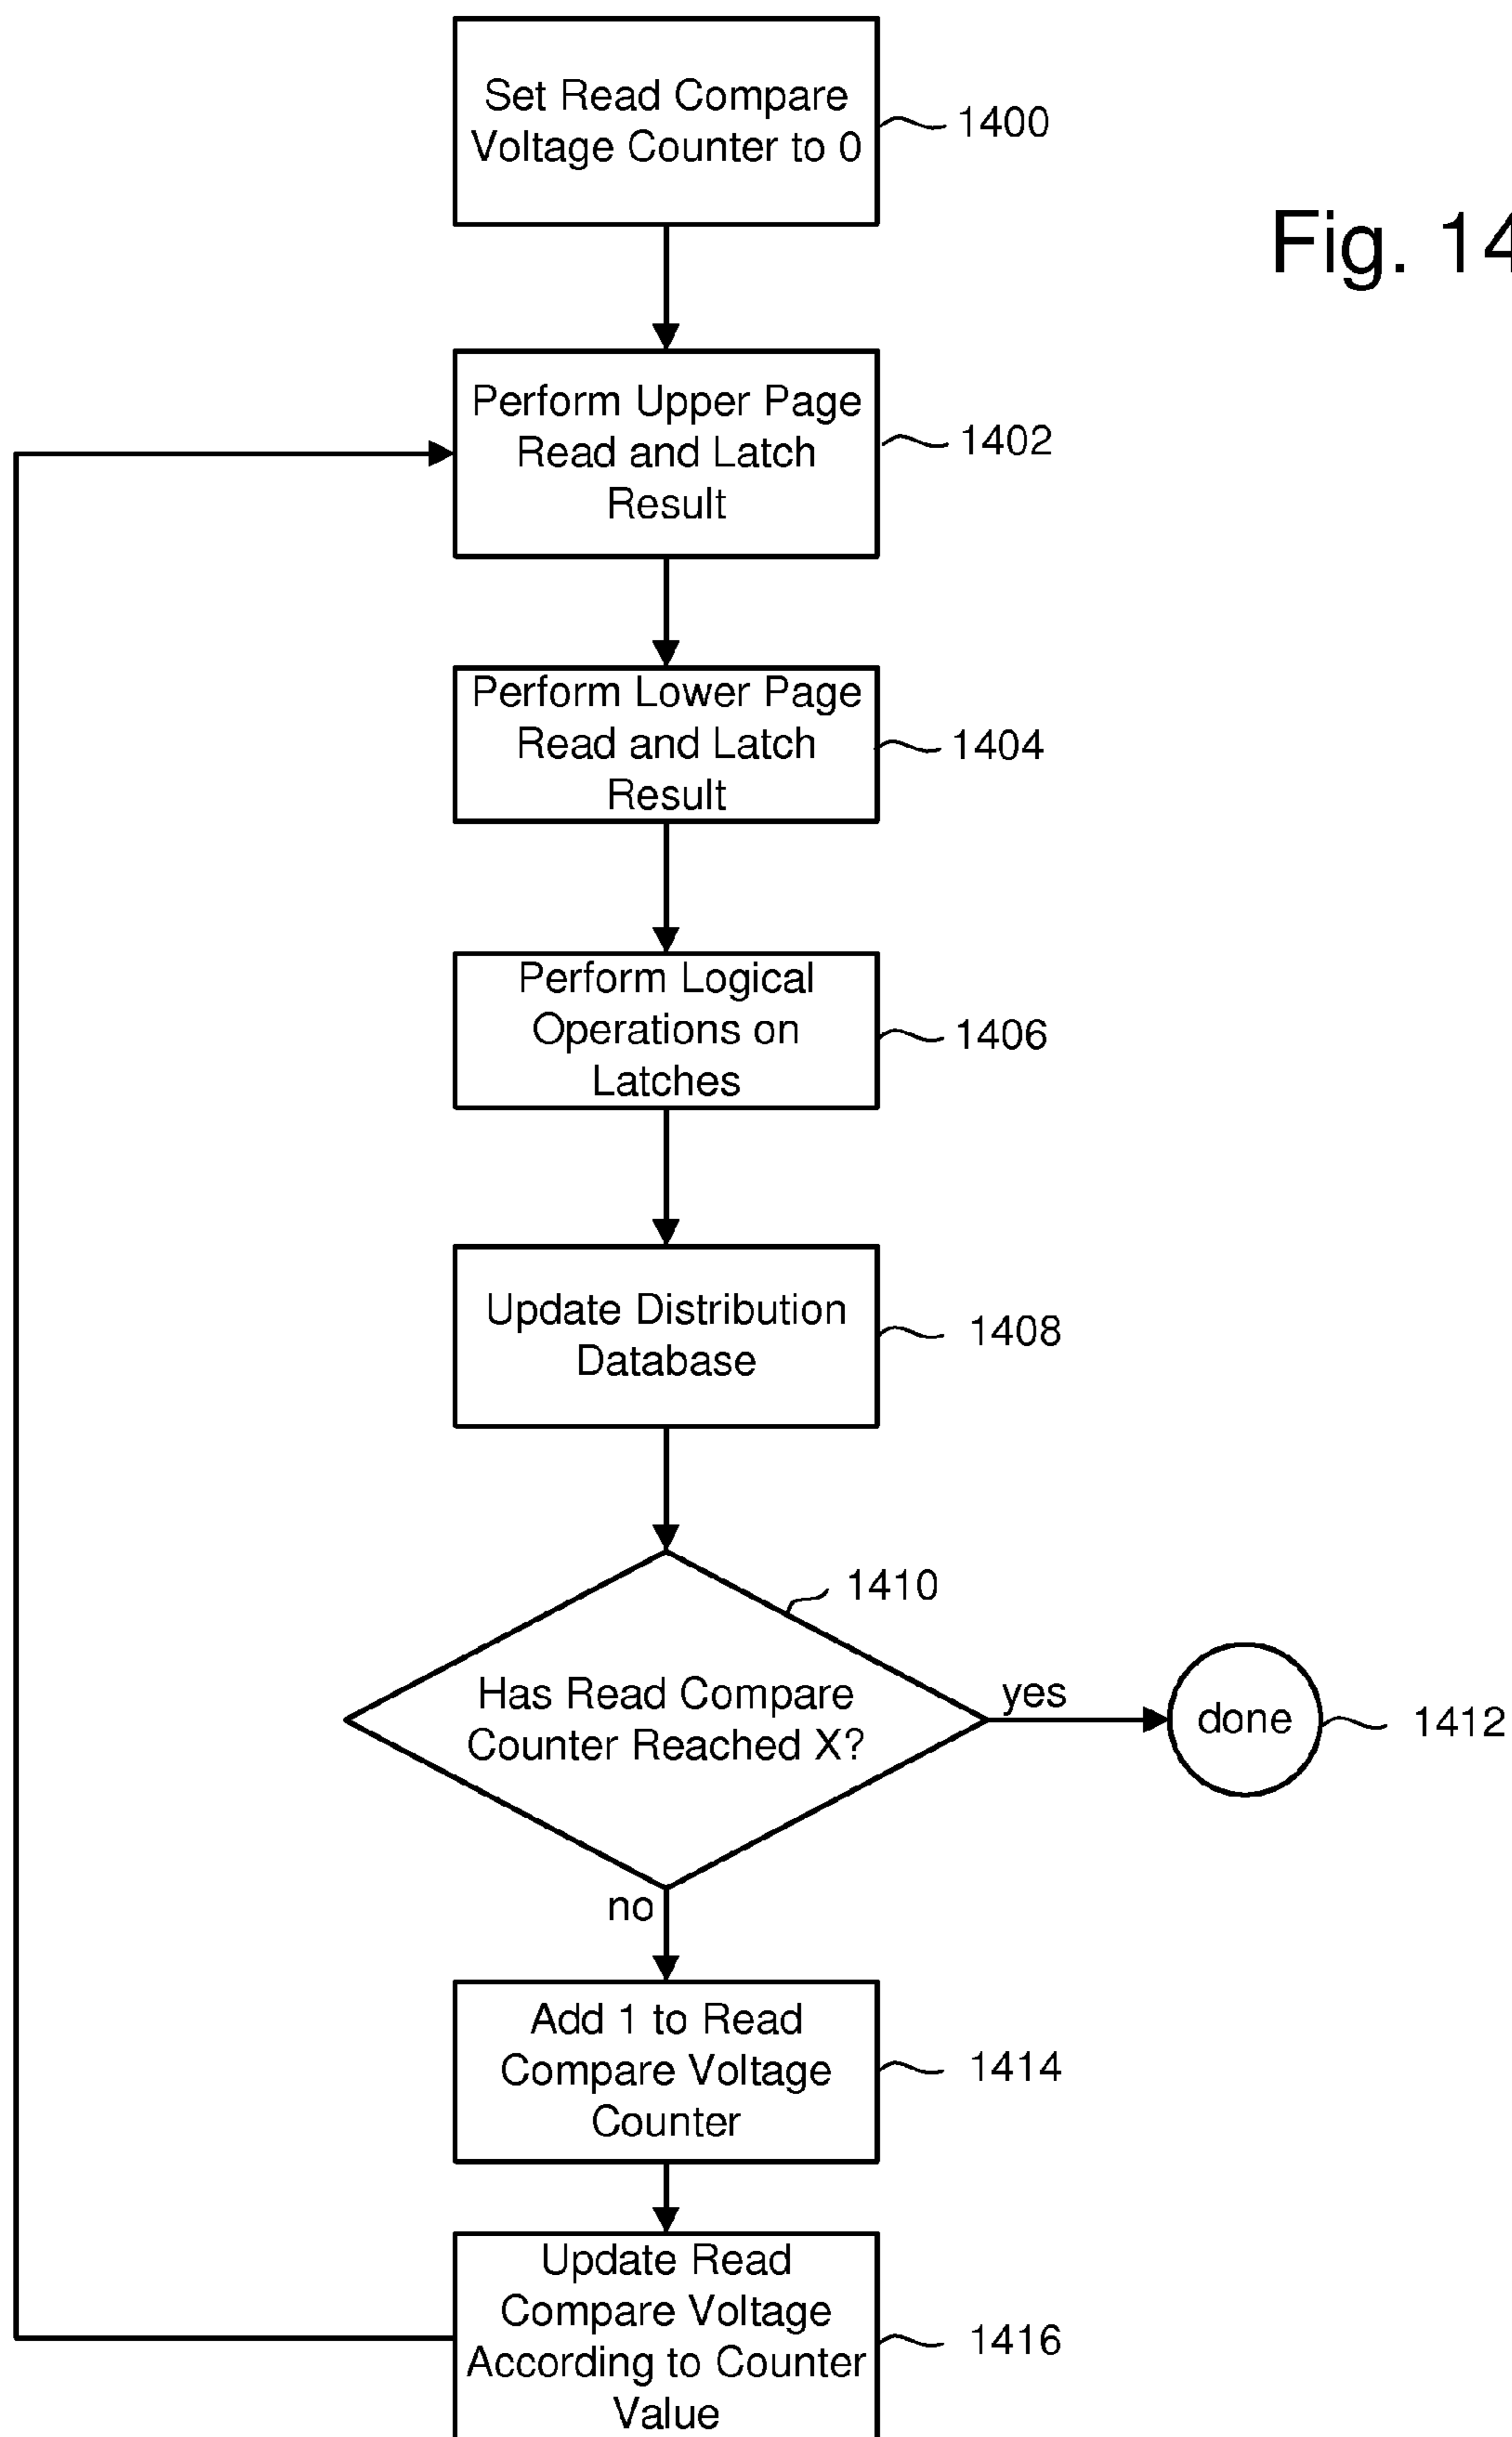 Set Read Compare
Voltage Counter to 0
1400
Fig. 14
Perform Upper Page
Read and Latch
Result
1402
Perform Lower Page
Read and Latch
Result
1404
Perform Logical
Operations on
Latches
1406
Update Distribution
Database
1408
1410
Has Read Compare
Counter Reached X?
yes
done
1412
no
Add 1 to Read
Compare Voltage
Counter
1414
Update Read
Compare Voltage
According to Counter
Value
1416